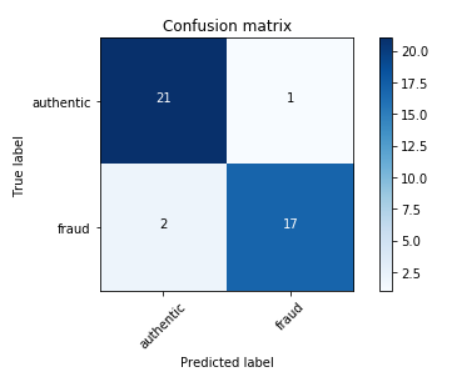 Confusion matrix
authentic
21
1
fraud
2
17
authentic
fraud
True label
Predicted label
20.0
17.5
15.0
12.5
10.0
7.5
5.0
2.5